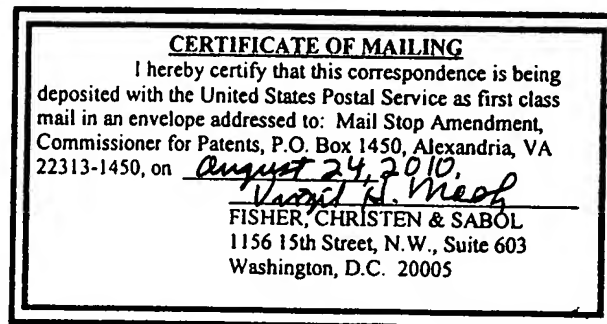 CERTIFICATE OF MAILING
I hereby certify that this correspondence is being
deposited with the United States Postal Service as first class
mail in an envelope addressed to: Mail Stop Amendment,
Commissioner for Patents, P.O. Box 1450, Alexandria, VA
22313-1450, on August 24, 2010.
H.
FISHER, CHRISTEN & SABOL
1156 15th Street, N.W., Suite 603
Washington, D.C. 20005